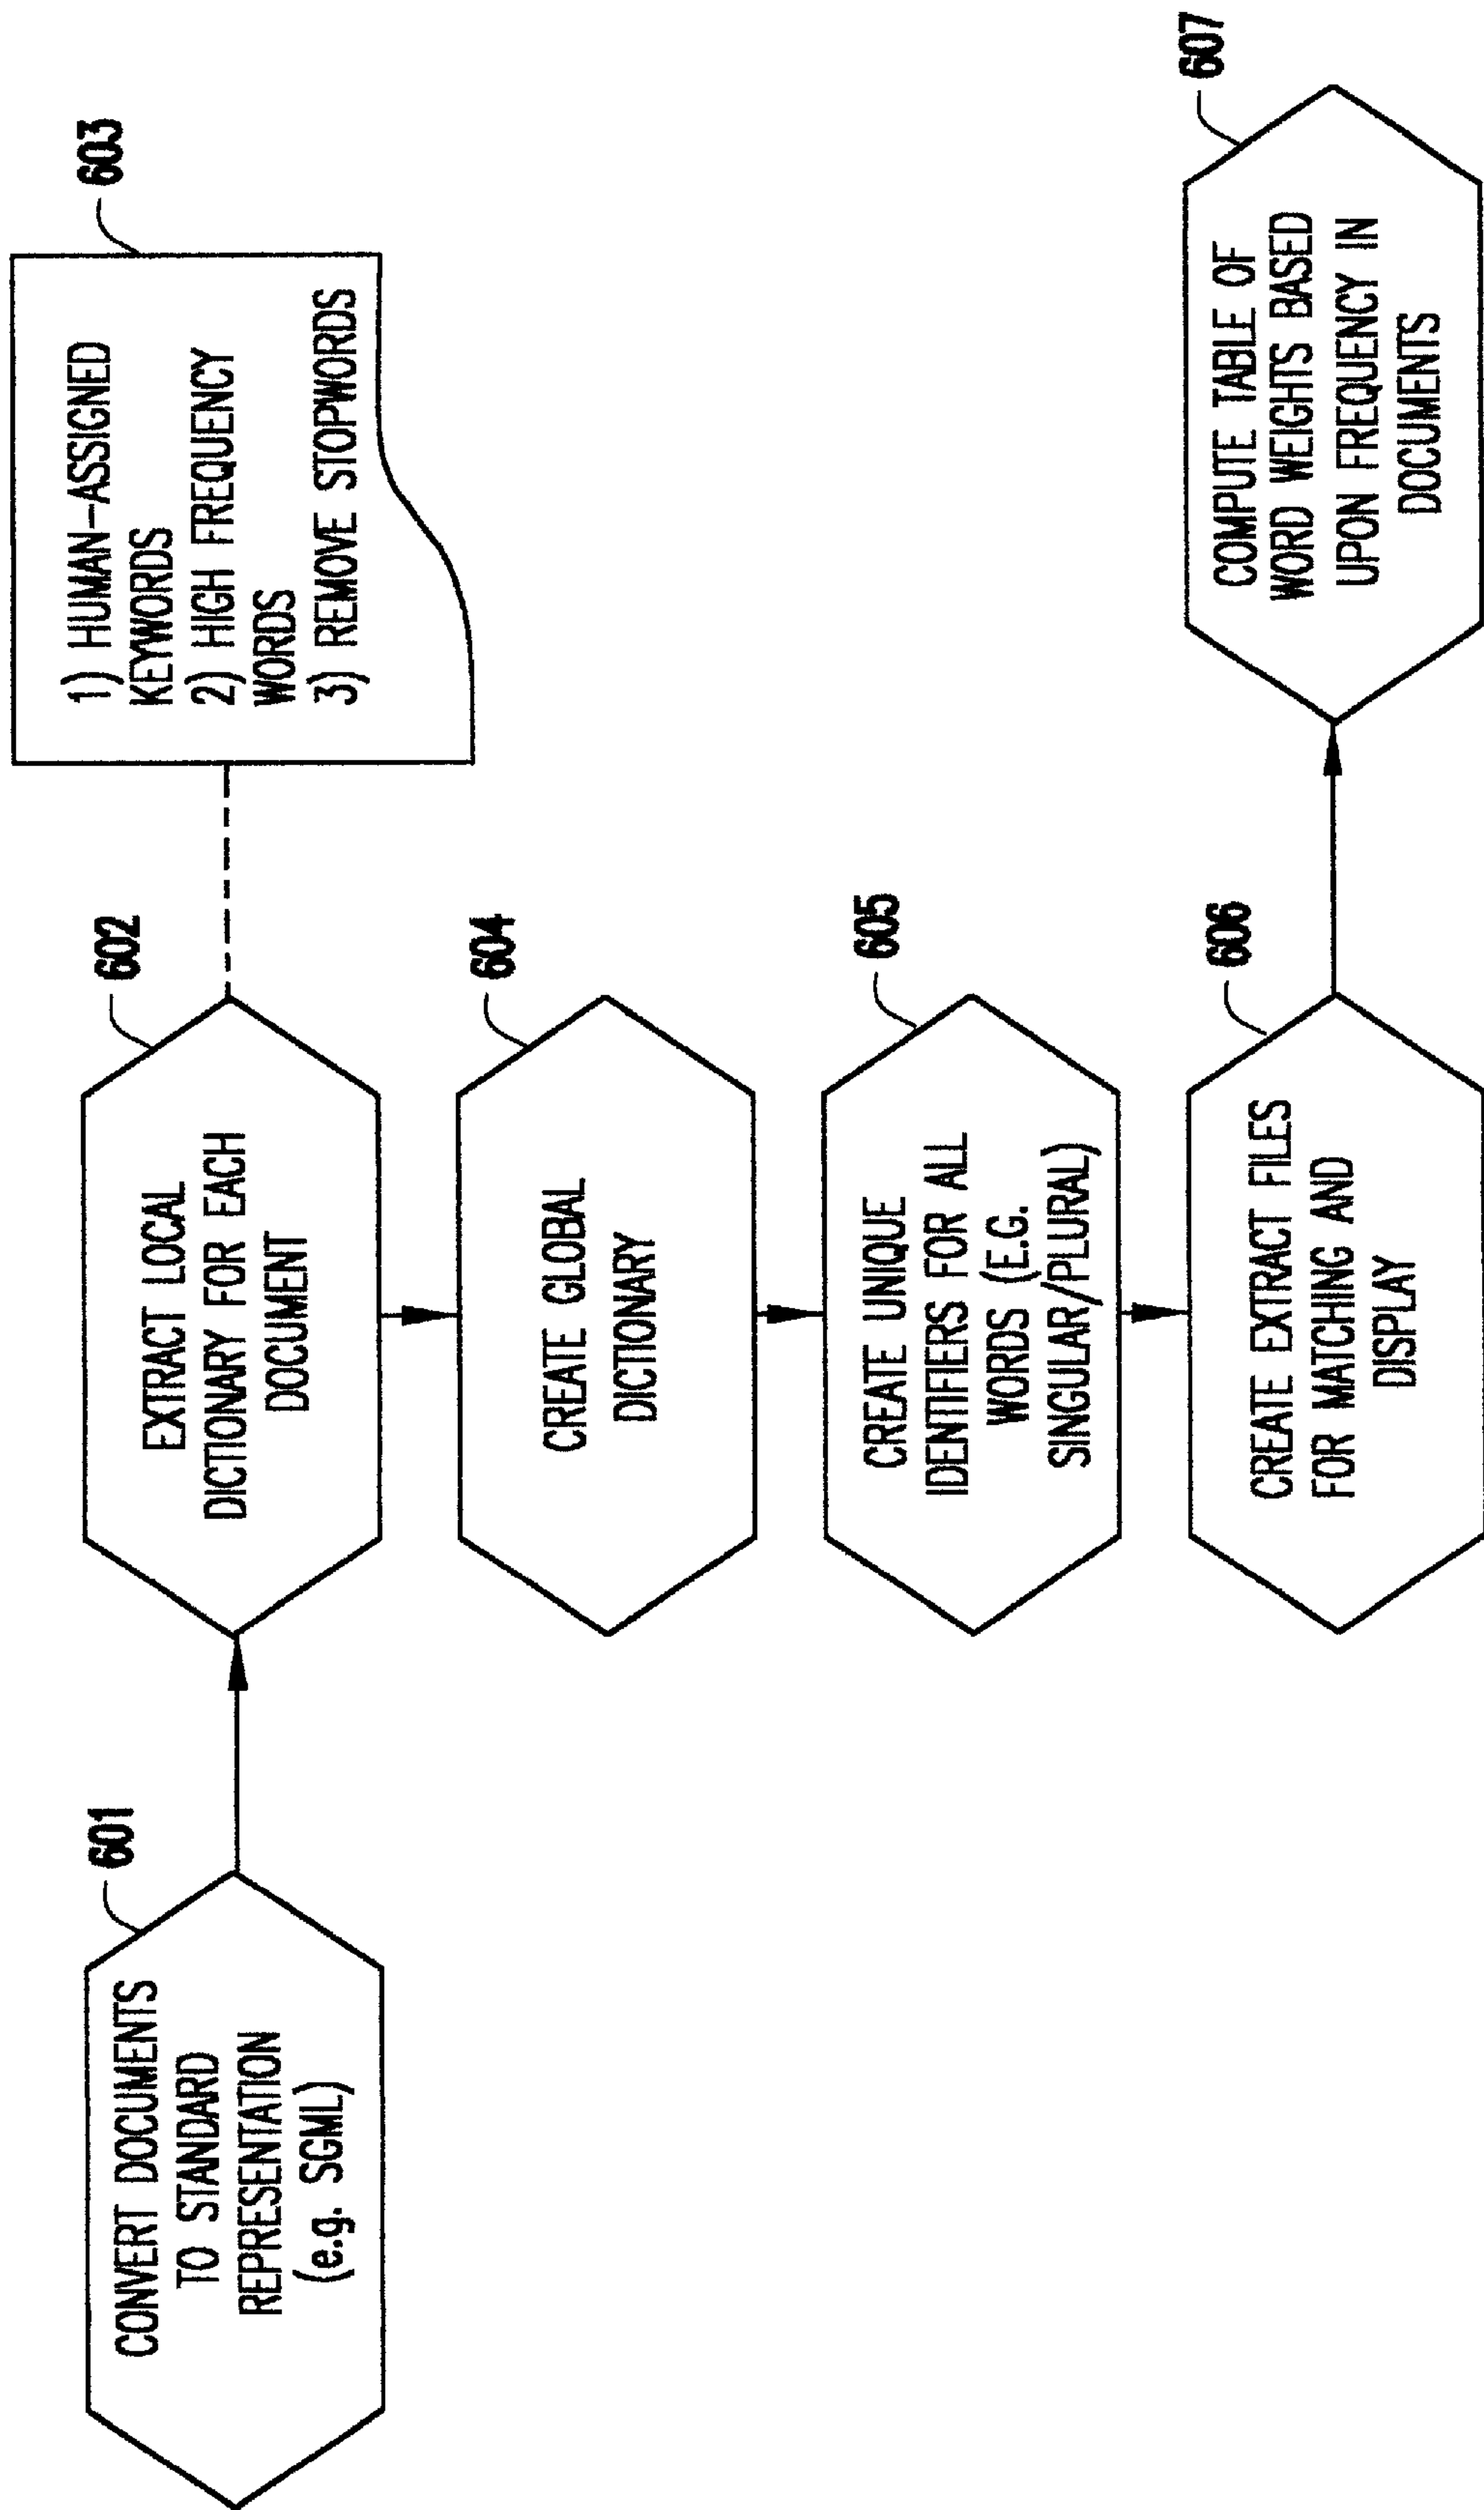 601
CONVERT DOCUMENTS
TO STANDARD
REPRESENTATION
(e.g. SGML)
602
EXTRACT LOCAL
DICTIONARY FOR EACH
DOCUMENT
603
1) HUMAN-ASSIGNED
KEYWORDS
2) HIGH FREQUENCY
WORDS
3) REMOVE STOPWORDS
604
CREATE GLOBAL
DICTIONARY
605
CREATE UNIQUE
IDENTIFIERS FOR ALL
WORDS (E.G.
SINGULAR/PLURAL)
606
CREATE EXTRACT FILES
FOR MATCHING AND
DISPLAY
607
COMPUTE TABLE OF
WORD WEIGHTS BASED
UPON FREQUENCY IN
DOCUMENTS